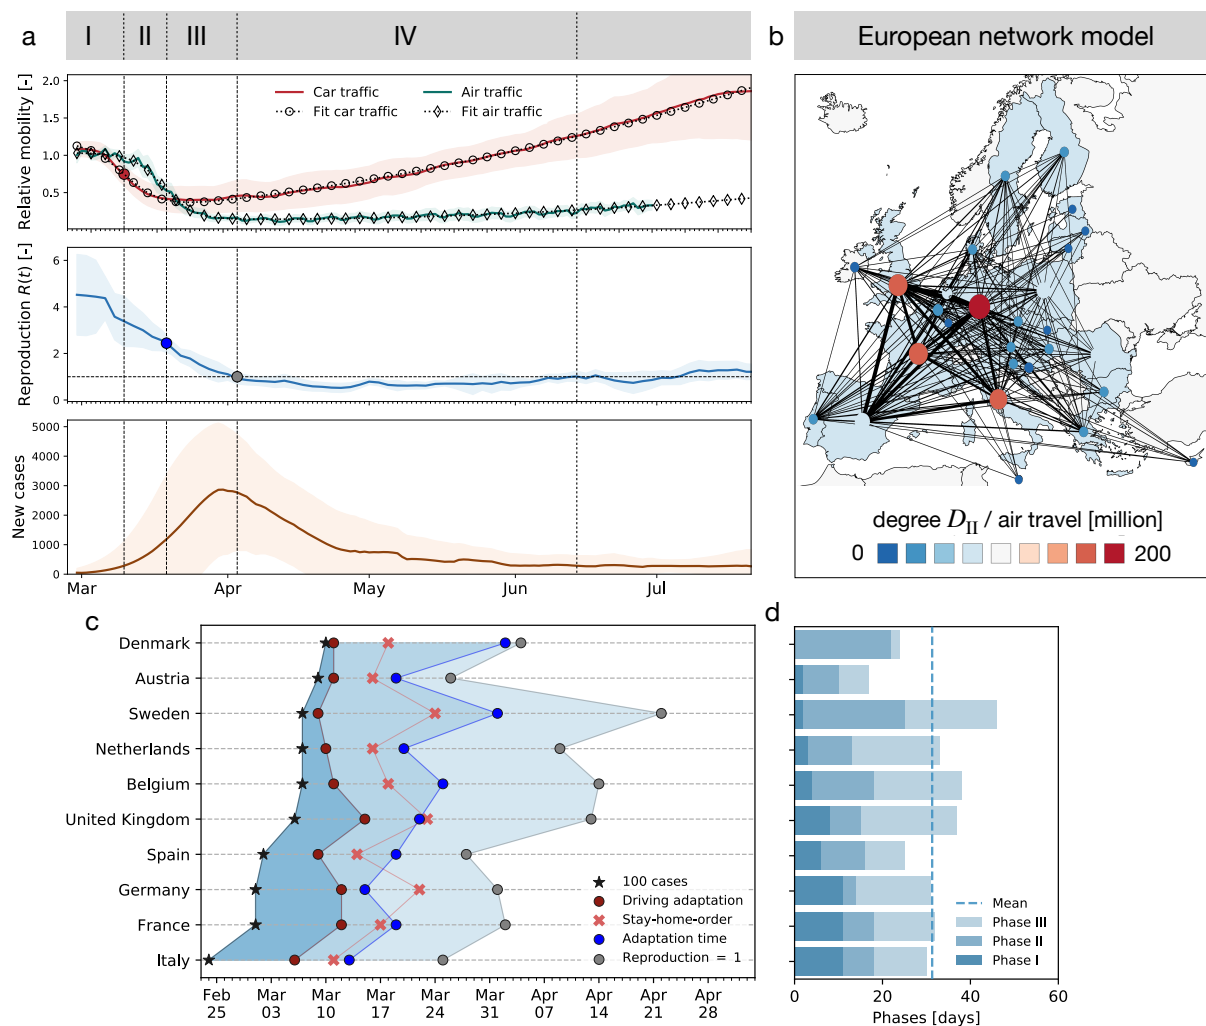 a
I
II
III
IV
Relative mobility [-]
2.0
1.5
1.0
0.5
Car traffic
Fit car traffic
Air traffic
Fit air traffic
Reproduction R(t) [-]
6
4
2
0
New cases
5000
4000
3000
2000
1000
0
Mar
Apr
May
Jun
Jul
b
European network model
degree D_II / air travel [million]
0
200
c
Denmark
Austria
Sweden
Netherlands
Belgium
United Kingdom
Spain
Germany
France
Italy
100 cases
Driving adaptation
Stay-home-order
Adaptation time
Reproduction = 1
Feb
25
Mar
03
Mar
10
Mar
17
Mar
24
Mar
31
Apr
07
Apr
14
Apr
21
Apr
28
d
Mean
Phase III
Phase II
Phase I
0
20
40
60
Phases [days]